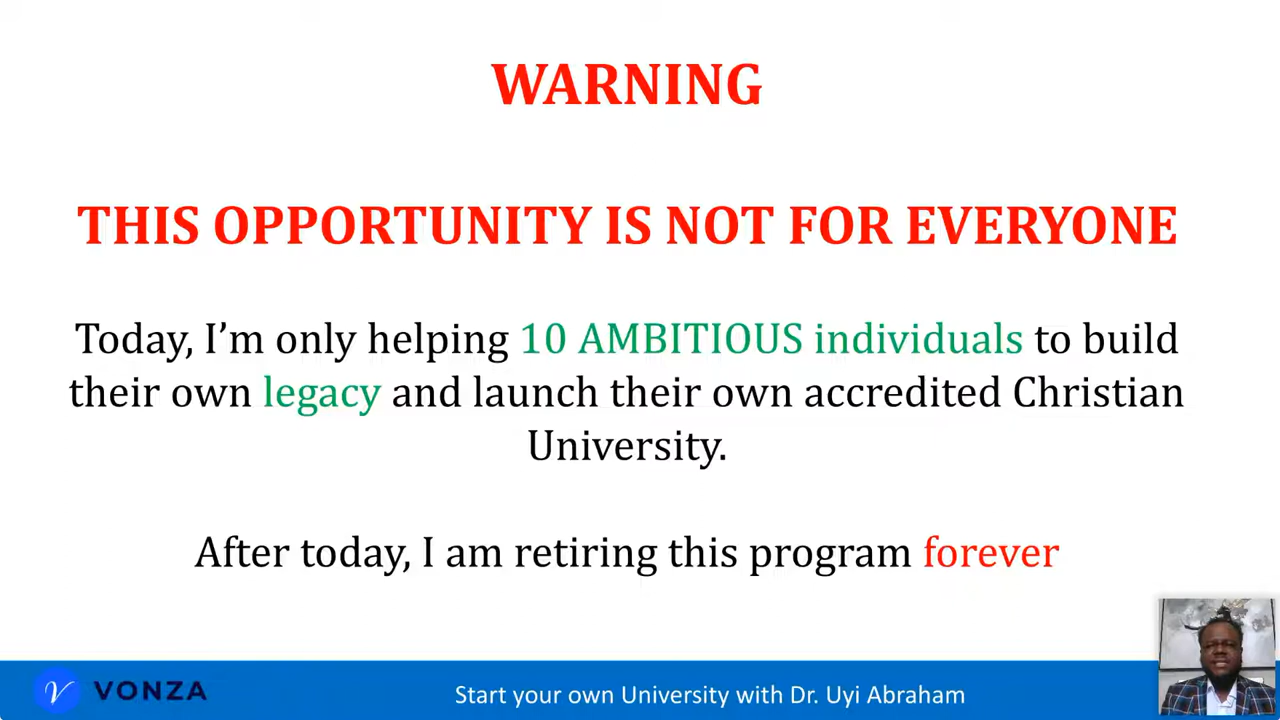 WARNING
THIS OPPORTUNITY IS NOT FOR EVERYONE
Today, I’m only helping 10 AMBITIOUS individuals to build
their own legacy and launch their own accredited Christian
University.
After today, I am retiring this program forever
VONZA
Start your own University with Dr. Uyi Abraham